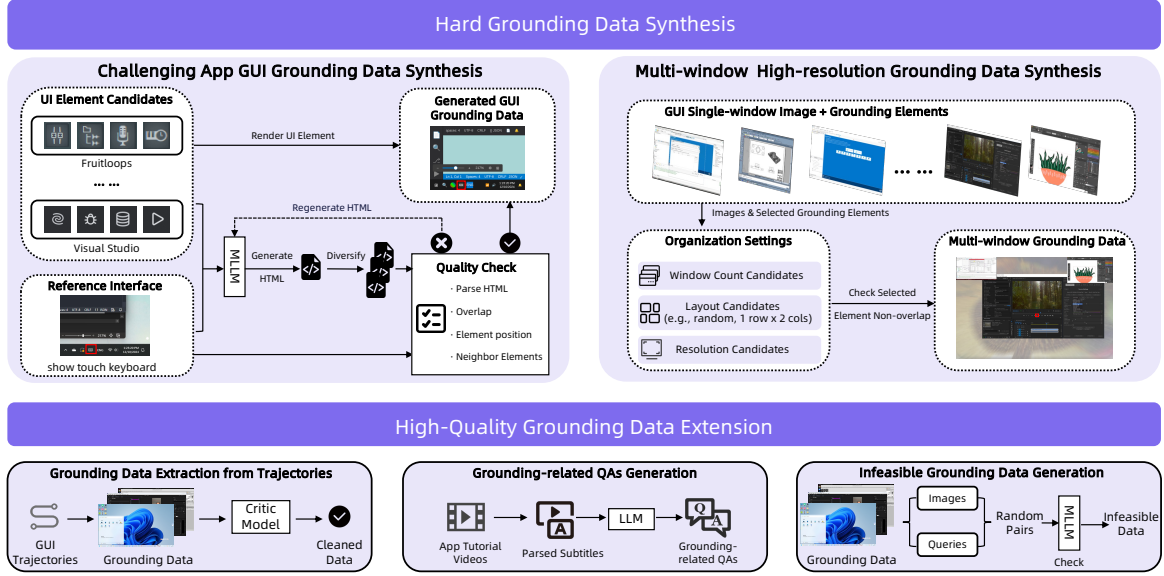 Hard Grounding Data Synthesis
Challenging App GUI Grounding Data Synthesis
UI Element Candidates
Fruitloops
... ...
Visual Studio
Reference Interface
show touch keyboard
Render UI Element
Regenerate HTML
MLLM
Generate
HTML
Diversify
Generated GUI
Grounding Data
Quality Check
· Parse HTML
· Overlap
· Element position
· Neighbor Elements
Multi-window High-resolution Grounding Data Synthesis
GUI Single-window Image + Grounding Elements
... ...
Images & Selected Grounding Elements
Organization Settings
Window Count Candidates
Layout Candidates
(e.g., random, 1 row x 2 cols)
Resolution Candidates
Check Selected
Element Non-overlap
Multi-window Grounding Data
High-Quality Grounding Data Extension
Grounding Data Extraction from Trajectories
GUI
Trajectories
Grounding Data
Critic
Model
Cleaned
Data
Grounding-related QAs Generation
App Tutorial
Videos
A
Parsed Subtitles
LLM
Q
A
Grounding-
related QAs
Infeasible Grounding Data Generation
Grounding Data
Images
Queries
Random
Pairs
MLLM
Check
Infeasible
Data